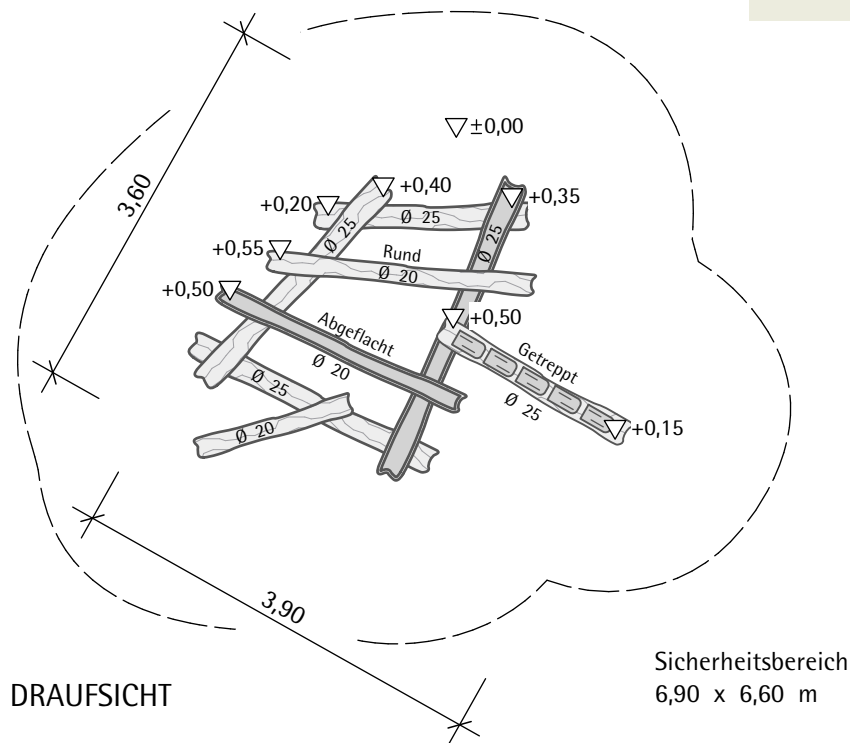 ±0,00
+0,40
+0,20
Ø 25
+0,35
3,60
Ø 25
Ø 25
+0,55
Rund
Ø 20
+0,50
+0,50
Abgeflacht
Ø 20
Getreppt
Ø 25
Ø 25
+0,15
Ø 20
3,90
Sicherheitsbereich
6,90 x 6,60 m
DRAUFSICHT